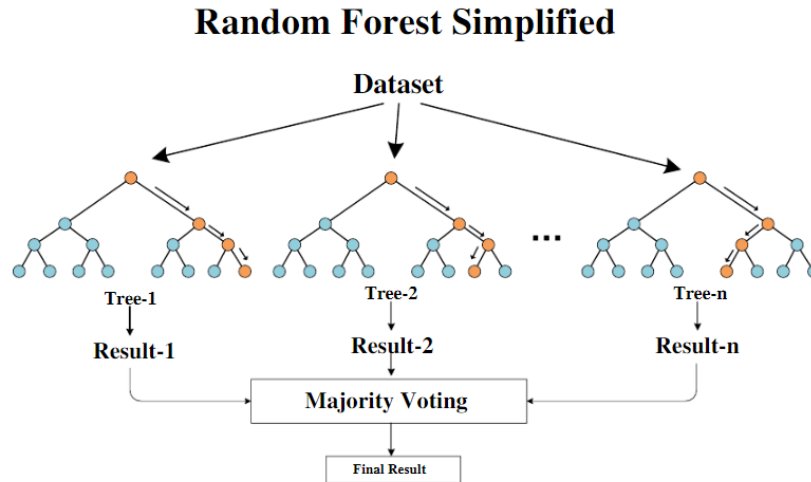 Random Forest Simplified
Dataset
...
Tree-1
Tree-2
Tree-n
Result-1
Result-2
Result-n
Majority Voting
Final Result